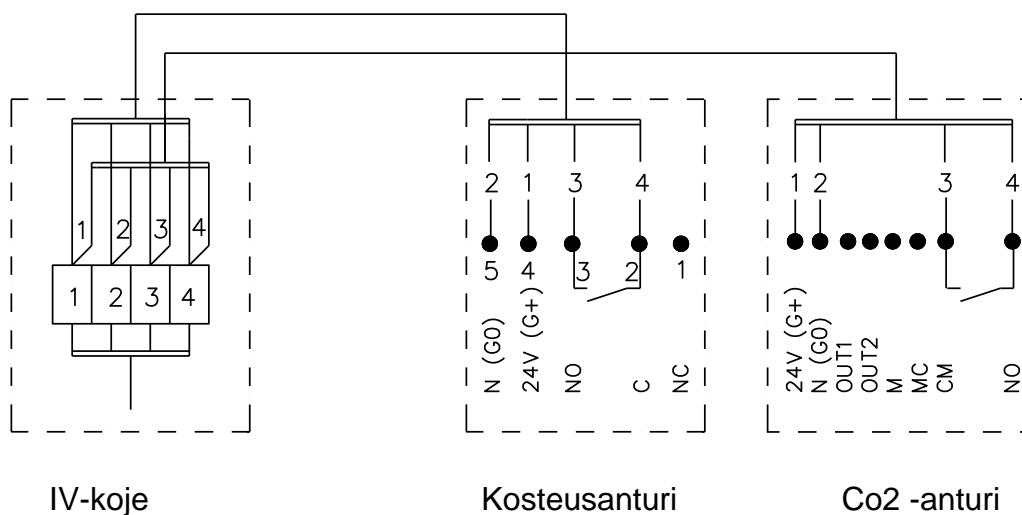 1 2 3 4
1 2 3 4
2 1 3 4
5 4 3 2 1
N (G0)
24V (G+)
NO
C
NC
1 2 3 4
24V (G+)
N (G0)
OUT1
OUT2
M
MC
CM
NO
IV-koje
Kosteusanturi
Co2 -anturi